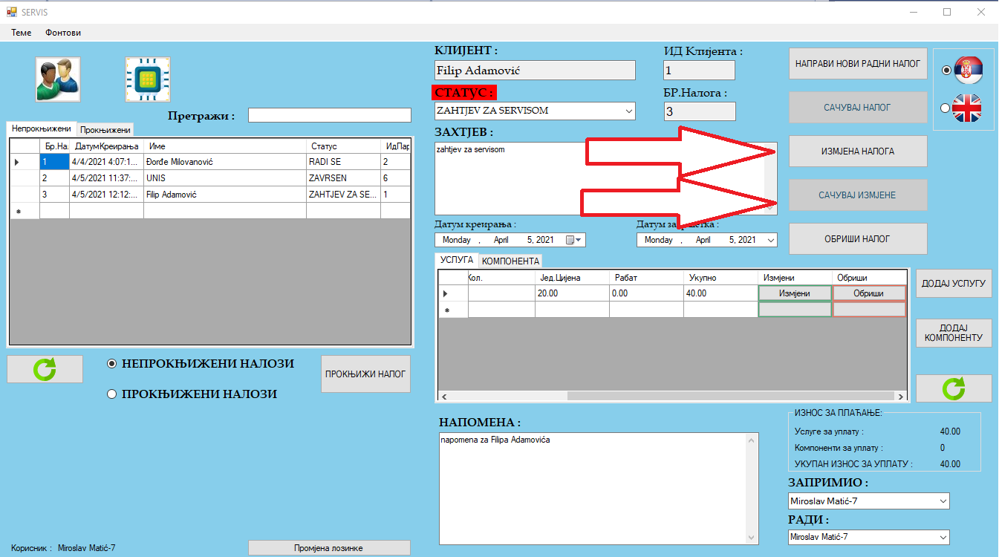 SERVIS
Теме Фонтови
Претражи :
Непрокњижени Прокњижени
Бр.На. ДатумКреирања Име Статус ИдПар
1 4/4/2021 4:07:1... Đorđe Milovanović RADI SE 2
2 4/5/2021 11:37:... UNIS ZAVRSEN 6
3 4/5/2021 12:12:... Filip Adamović ZAHTJEV ZA SE... 1
НЕПРОКЊИЖЕНИ НАЛОЗИ
ПРОКЊИЖЕНИ НАЛОЗИ
ПРОКЊИЖИ НАЛОГ
Корисник : Miroslav Matić-7
Промјена лозинке
КЛИЈЕНТ :
Filip Adamović
ИД Клијента :
1
СТАТУС :
ZAHTJEV ZA SERVISOM
БР.Налога :
3
ЗАХТЈЕВ :
zahtjev za servisom
Датум креирања :
Monday , April 5, 2021
Датум за
Monday , April 5, 2021
НАПРАВИ НОВИ РАДНИ НАЛОГ
САЧУВАЈ НАЛОГ
ИЗМЈЕНА НАЛОГА
САЧУВАЈ ИЗМЈЕНЕ
ОБРИШИ НАЛОГ
УСЛУГА КОМПОНЕНТА
Кол. Јед.Цијена Рабат Укупно Измјени Обриши
20.00 0.00 40.00 Измјени Обриши
ДОДАЈ УСЛУГУ
ДОДАЈ
КОМПОНЕНТУ
НАПОМЕНА :
napomena za Filipa Adamovića
ИЗНОС ЗА ПЛАЋАЊЕ:
Услуге за уплату : 40.00
Компоненти за уплату : 0
УКУПАН ИЗНОС ЗА УПЛАТУ : 40.00
ЗАПРИМИО :
Miroslav Matić-7
РАДИ :
Miroslav Matić-7